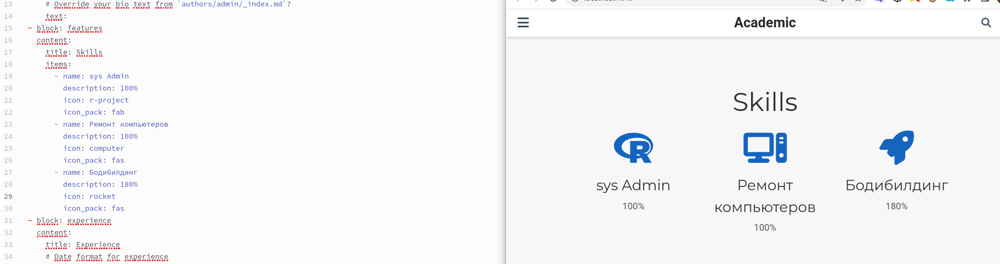 13 # Override your bio text from `authors/admin/_index.md`?
14 text:
15 - block: features
16 content:
17 title: Skills
18 items:
19 - name: sys Admin
20 description: 100%
21 icon: r-project
22 icon_pack: fab
23 - name: Ремонт компьютеров
24 description: 100%
25 icon: computer
26 icon_pack: fas
27 - name: Бодибилдинг
28 description: 180%
29 icon: rocket
30 icon_pack: fas
31 - block: experience
32 content:
33 title: Experience
34 # Date format for experience
Academic
Skills
sys Admin
100%
Ремонт
компьютеров
100%
Бодибилдинг
180%